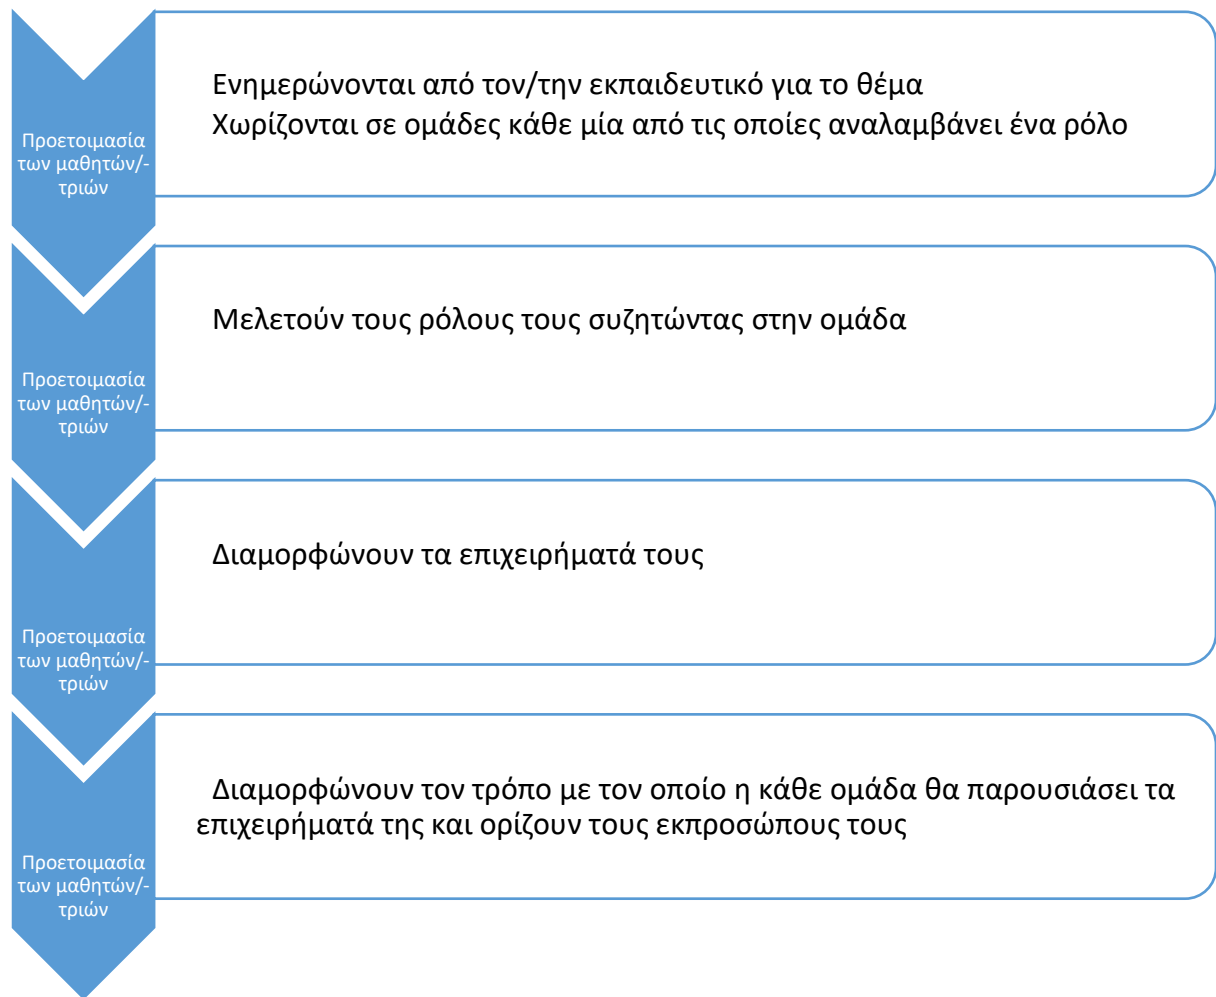 Προετοιμασία
των μαθητών/-
τριών
Ενημερώνονται από τον/την εκπαιδευτικό για το θέμα
Χωρίζονται σε ομάδες κάθε μία από τις οποίες αναλαμβάνει ένα ρόλο
Προετοιμασία
των μαθητών/-
τριών
Μελετούν τους ρόλους τους συζητώντας στην ομάδα
Προετοιμασία
των μαθητών/-
τριών
Διαμορφώνουν τα επιχειρήματά τους
Προετοιμασία
των μαθητών/-
τριών
Διαμορφώνουν τον τρόπο με τον οποίο η κάθε ομάδα θα παρουσιάσει τα
επιχειρήματά της και ορίζουν τους εκπροσώπους τους